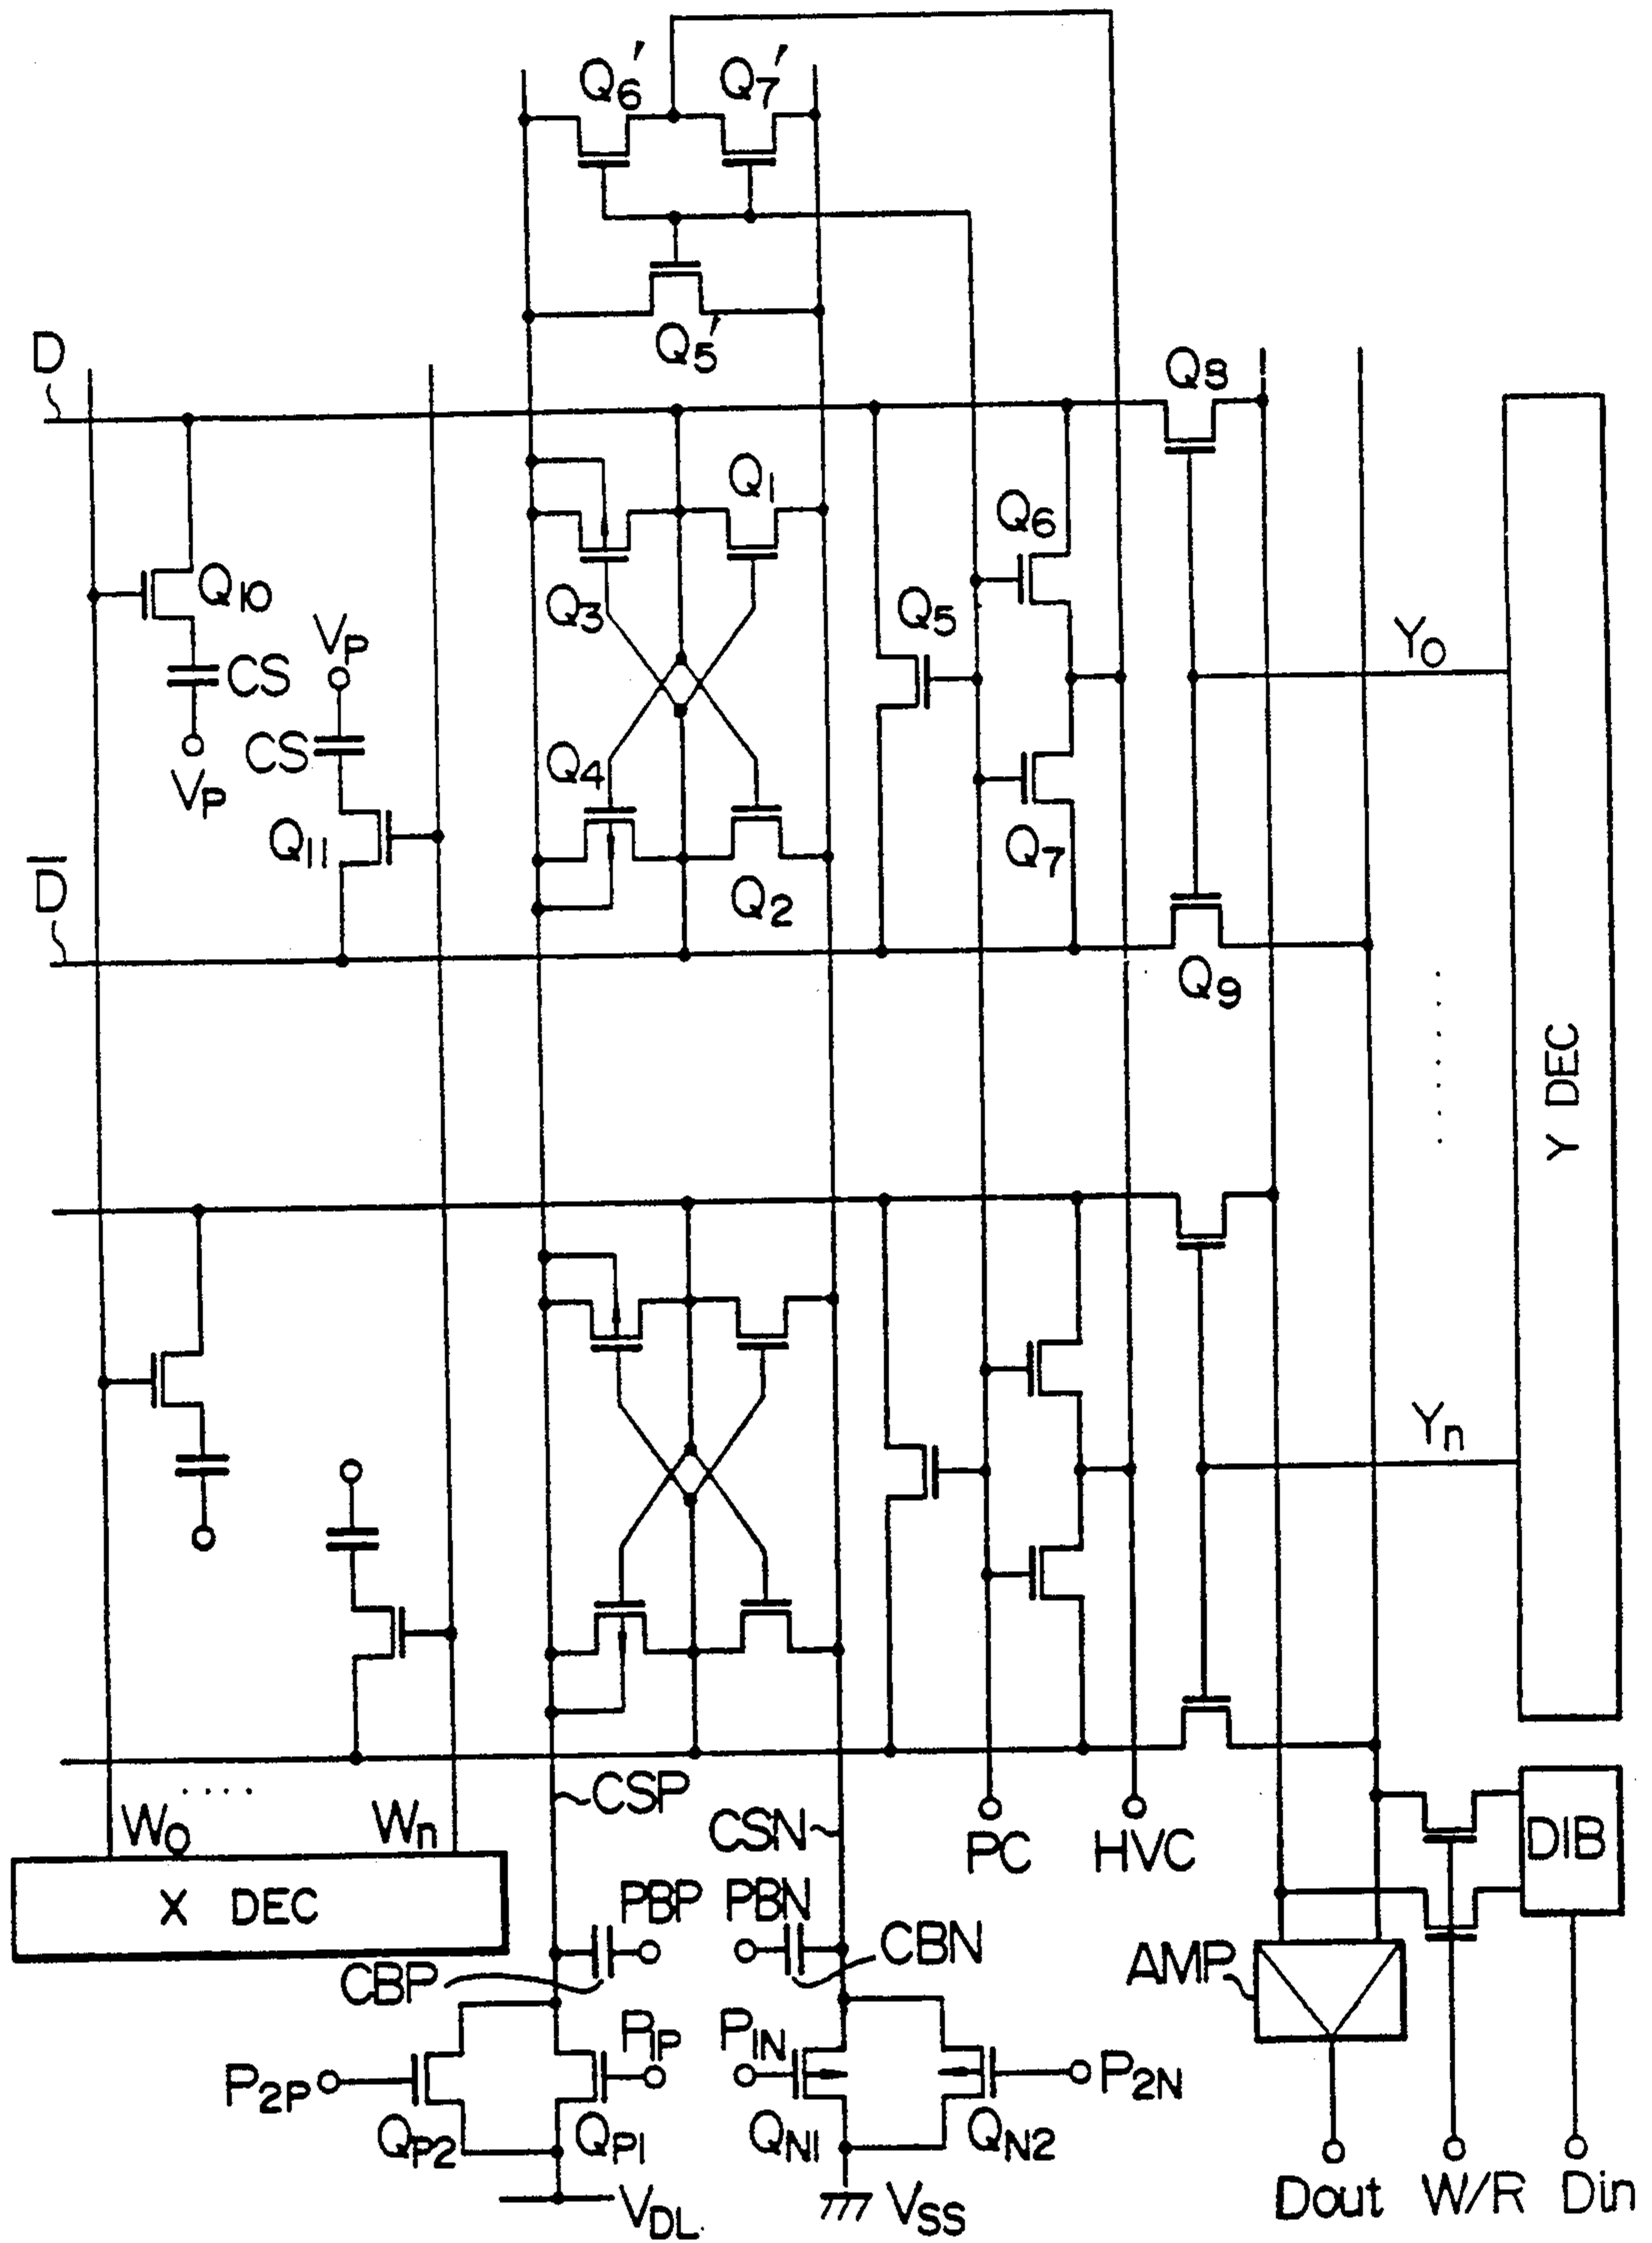 Q6' Q7'
Q5'
D
Q8
Q1
Q6
Q10
Q3
Q5
VP
CS
Y0
CS
Q4
VP
Q11
Q7
D̅
Q2
Q9
Y DEC
Yn
CSP
W0 Wn
CSN
PC HVC
DIB
X DEC
PBP PBN
CBP
CBN
AMP
P1P P1N
P2P
P2N
QP2 QP1 QN1 QN2
VDL
VSS
Dout W/R Din